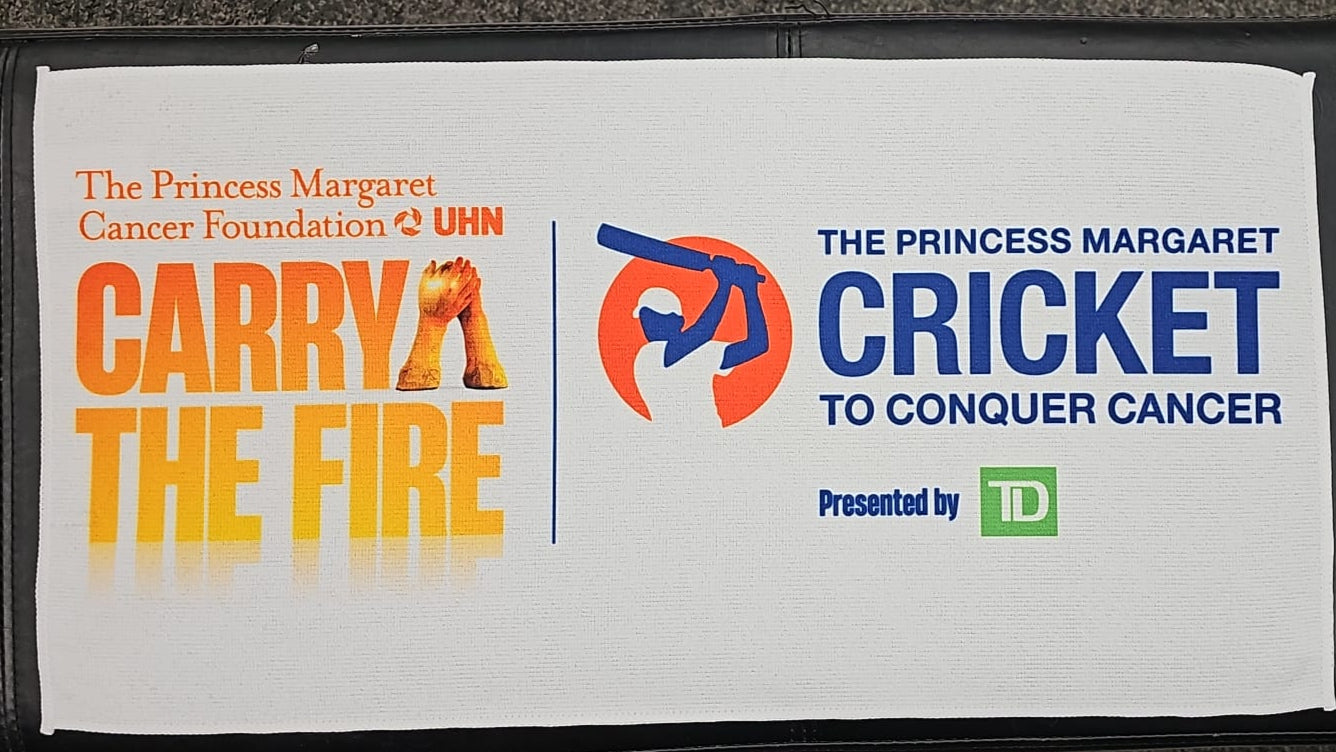 The Princess Margaret
Cancer Foundation UHN
CARRY
THE FIRE
THE PRINCESS MARGARET
CRICKET
TO CONQUER CANCER
Presented by TD